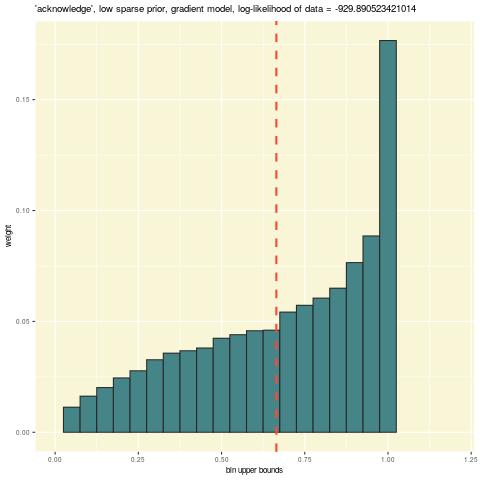 'acknowledge', low sparse prior, gradient model, log-likelihood of data = -929.890523421014
0.15
0.10
0.05
0.00
weight
0.00 0.25 0.50 0.75 1.00 1.25
bin upper bounds